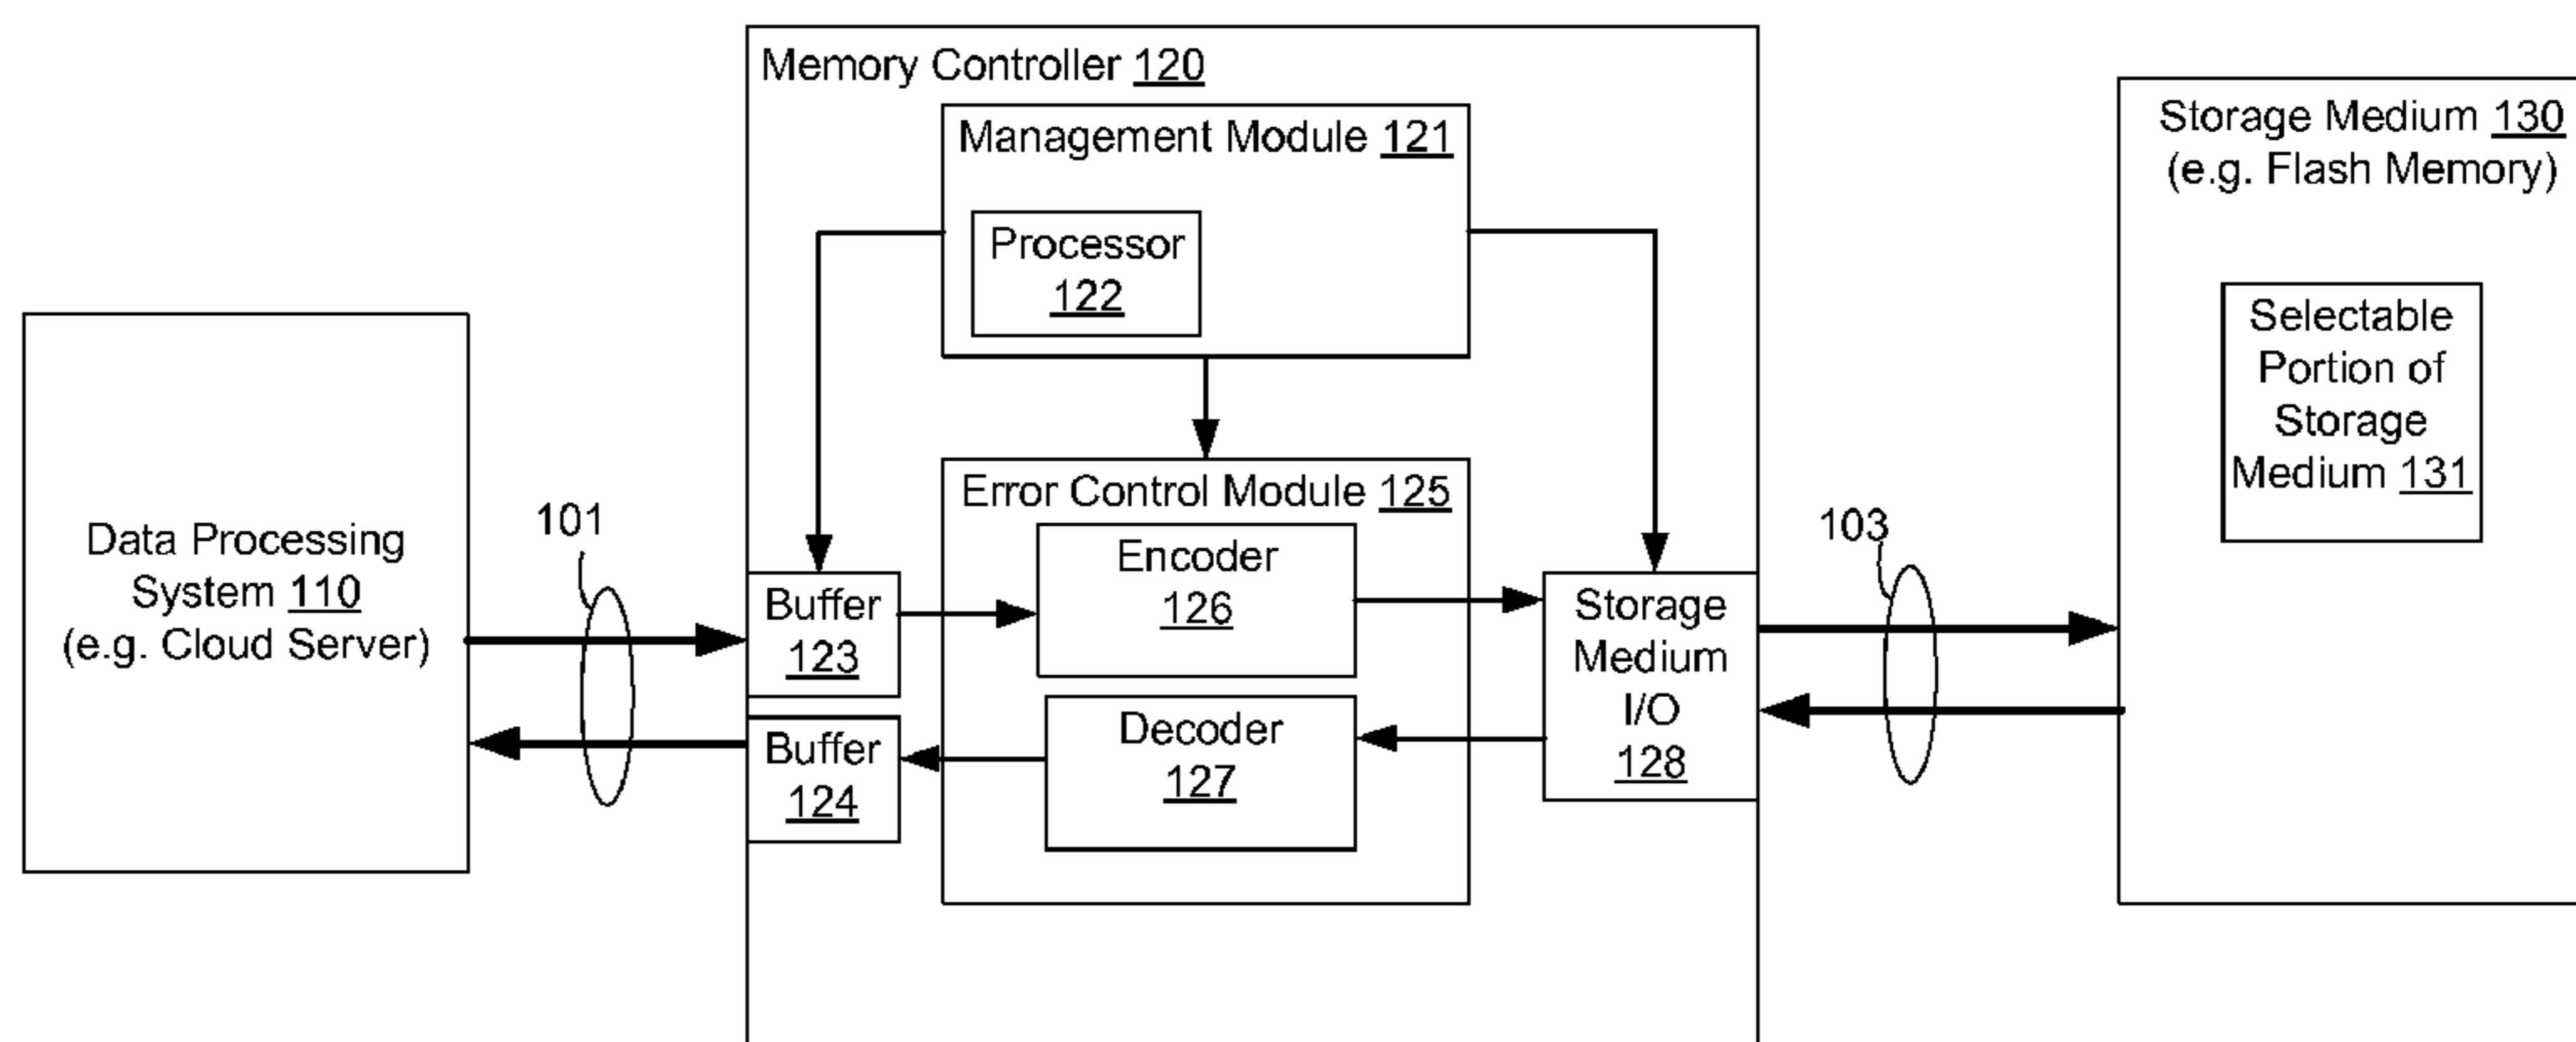 Memory Controller 120
Management Module 121
Processor
122
Storage Medium 130
(e.g. Flash Memory)
Selectable
Portion of
Storage
Medium 131
Data Processing
System 110
(e.g. Cloud Server)
101
Buffer
123
Buffer
124
Error Control Module 125
Encoder
126
Decoder
127
Storage
Medium
I/O
128
103